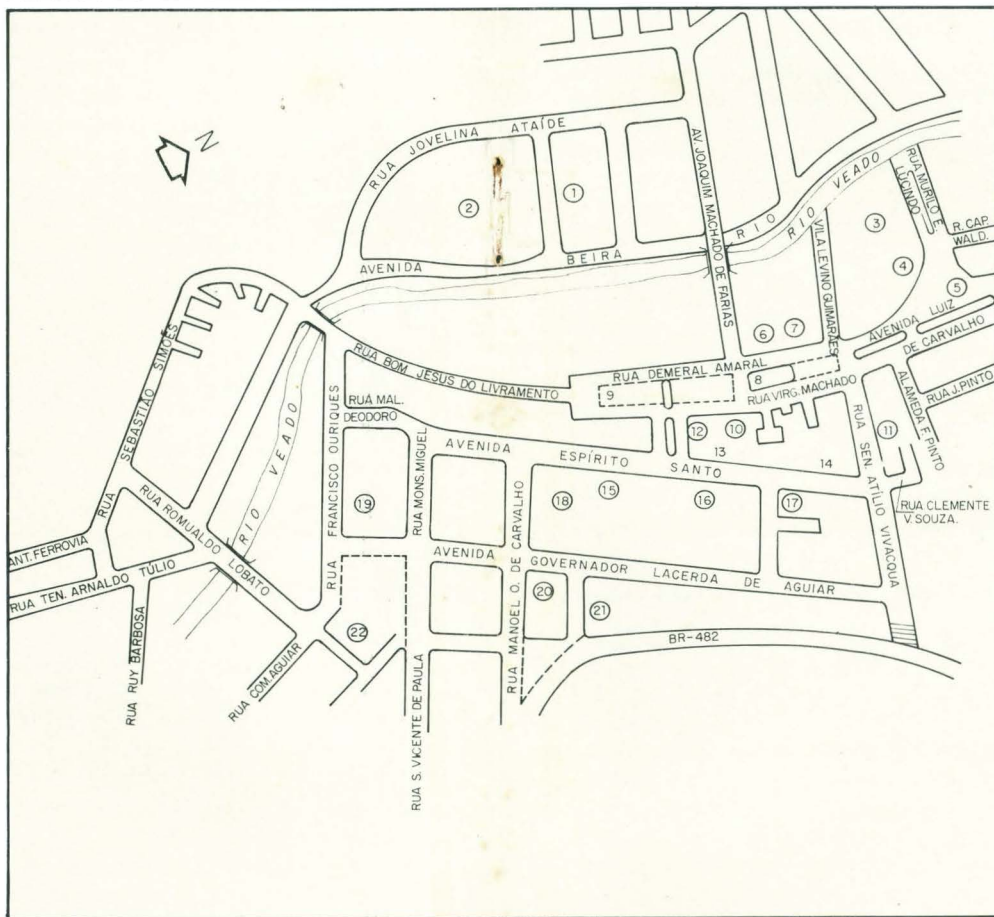 N
RUA JOVELINA ATAÍDE
AV. JOAQUIM MACHADO DE FARIAS
RIO VEADO
RIO
RUA MURILO E.
LUCINDO
R. CAP.
WALD.
1
2
3
4
5
AVENIDA BEIRA
VILA LEVINO GUIMARAES
6
7
AVENIDA LUIZ
DE CARVALHO
RUA SEBASTIÃO SIMÕES
RUA BOM JESUS DO LIVRAMENTO
RUA DEMERAL AMARAL
8
9
RUA VIRG. MACHADO
RUA J. PINTO
ALAMEDA F. PINTO
RUA MAL.
DEODORO
RIO VEADO
RUA FRANCISCO OURIQUES
RUA MONS. MIGUEL
AVENIDA ESPÍRITO SANTO
12
10
13
14
11
RUA SEN. ATÍLIO VIVACQUA
RUA CLEMENTE
V. SOUZA.
19
18
15
16
17
RUA ROMUALDO LOBATO
ANT. FERROVIA
RUA TEN. ARNALDO TÚLIO
RUA MANOEL O. DE CARVALHO
AVENIDA GOVERNADOR LACERDA DE AGUIAR
20
21
22
BR-482
RUA RUY BARBOSA
RUA COM. AGUIAR
RUA S. VICENTE DE PAULA